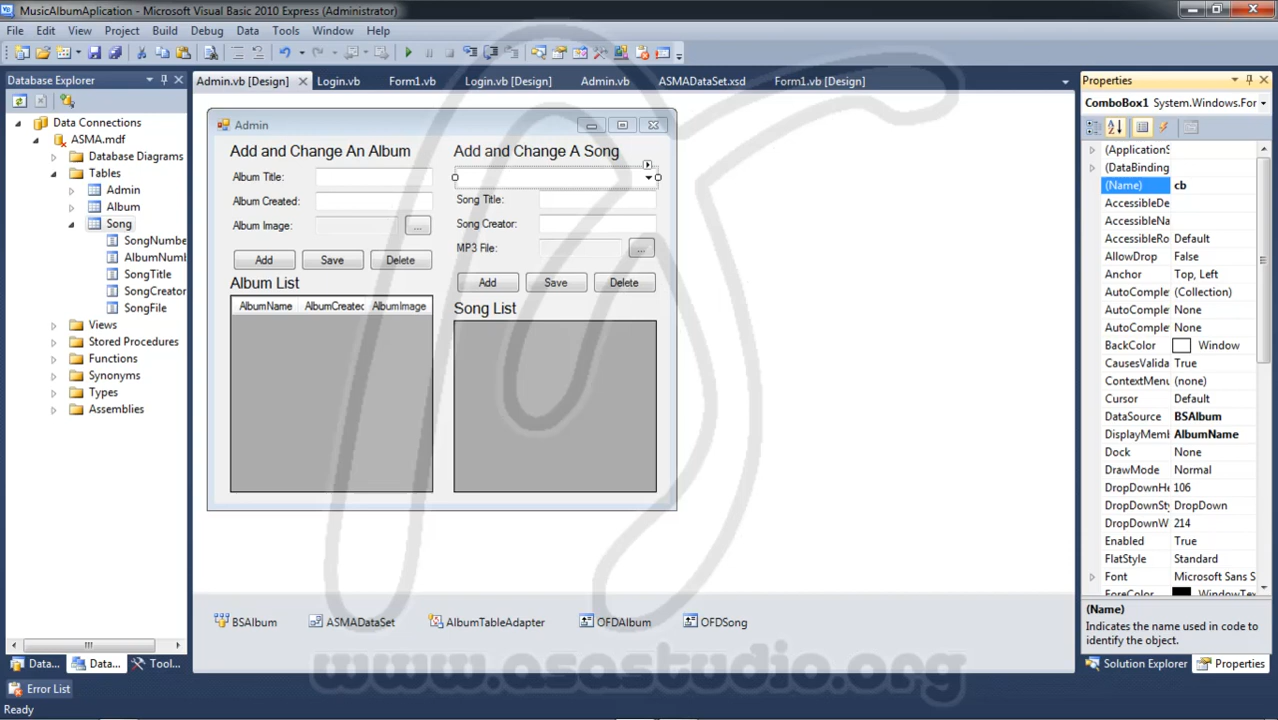 MusicAlbumAplication - Microsoft Visual Basic 2010 Express (Administrator)
File Edit View Project Build Debug Data Tools Window Help
Database Explorer
Data Connections
ASMA.mdf
Database Diagrams
Tables
Admin
Album
Song
SongNumbe
AlbumNumb
SongTitle
SongCreator
SongFile
Views
Stored Procedures
Functions
Synonyms
Types
Assemblies
Data... Data... Tool...
Error List
Ready
Admin.vb [Design] Login.vb Form1.vb Login.vb [Design] Admin.vb ASMADataSet.xsd Form1.vb [Design]
Admin
Add and Change An Album
Album Title:
Album Created:
Album Image: ...
Add Save Delete
Album List
AlbumName AlbumCreated AlbumImage
Add and Change A Song
Song Title:
Song Creator:
MP3 File: ...
Add Save Delete
Song List
BSAlbum ASMADataSet AlbumTableAdapter OFDAlbum OFDSong
www.asastudio.org
Properties
ComboBox1 System.Windows.For
(ApplicationS
(DataBinding
(Name) cb
AccessibleDe
AccessibleNa
AccessibleRo Default
AllowDrop False
Anchor Top, Left
AutoComple (Collection)
AutoComple None
AutoComple None
BackColor Window
CausesValida True
ContextMenu (none)
Cursor Default
DataSource BSAlbum
DisplayMemb AlbumName
Dock None
DrawMode Normal
DropDownHe 106
DropDownSty DropDown
DropDownW 214
Enabled True
FlatStyle Standard
Font Microsoft Sans S
ForeColor WindowText
(Name)
Indicates the name used in code to
identify the object.
Solution Explorer Properties